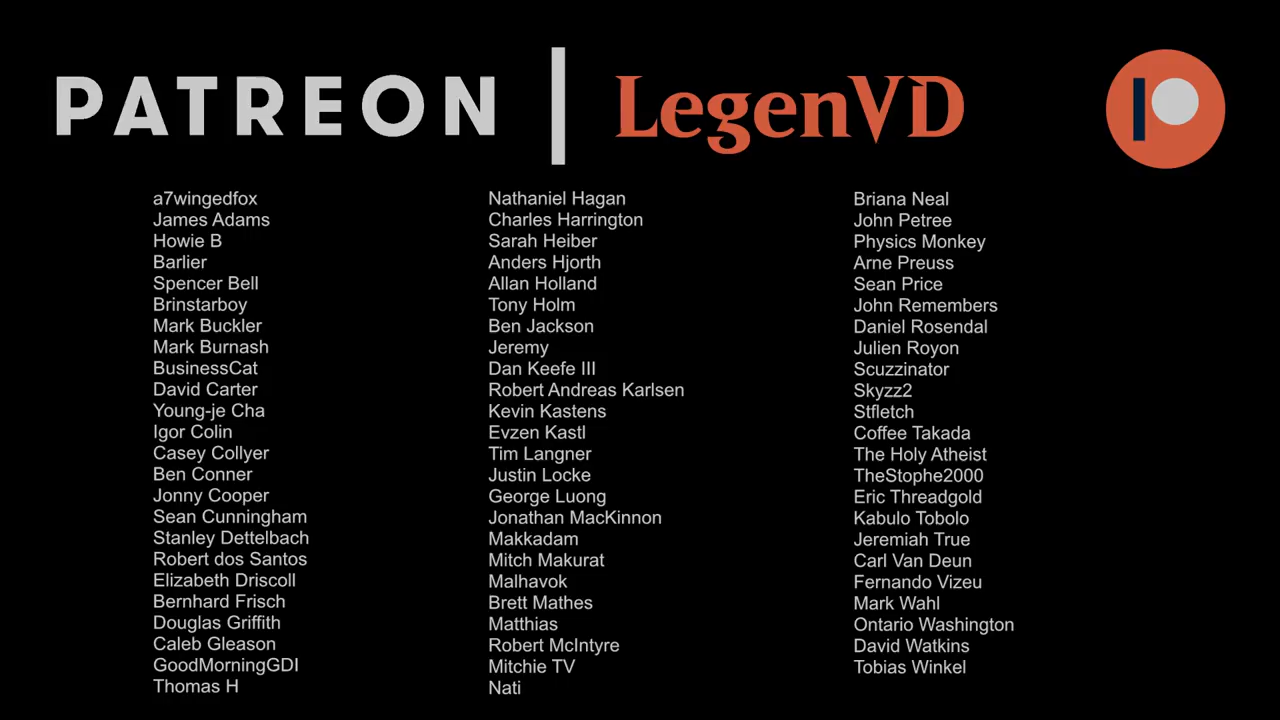 PATREON | LegenVD
a7wingedfox
James Adams
Howie B
Barlier
Spencer Bell
Brinstarboy
Mark Buckler
Mark Burnash
BusinessCat
David Carter
Young-je Cha
Igor Colin
Casey Collyer
Ben Conner
Jonny Cooper
Sean Cunningham
Stanley Dettelbach
Robert dos Santos
Elizabeth Driscoll
Bernhard Frisch
Douglas Griffith
Caleb Gleason
GoodMorningGDI
Thomas H
Nathaniel Hagan
Charles Harrington
Sarah Heiber
Anders Hjorth
Allan Holland
Tony Holm
Ben Jackson
Jeremy
Dan Keefe III
Robert Andreas Karlsen
Kevin Kastens
Evzen Kastl
Tim Langner
Justin Locke
George Luong
Jonathan MacKinnon
Makkadam
Mitch Makurat
Malhavok
Brett Mathes
Matthias
Robert McIntyre
Mitchie TV
Nati
Briana Neal
John Petree
Physics Monkey
Arne Preuss
Sean Price
John Remembers
Daniel Rosendal
Julien Royon
Scuzzinator
Skyzz2
Stfletch
Coffee Takada
The Holy Atheist
TheStophe2000
Eric Threadgold
Kabulo Tobolo
Jeremiah True
Carl Van Deun
Fernando Vizeu
Mark Wahl
Ontario Washington
David Watkins
Tobias Winkel